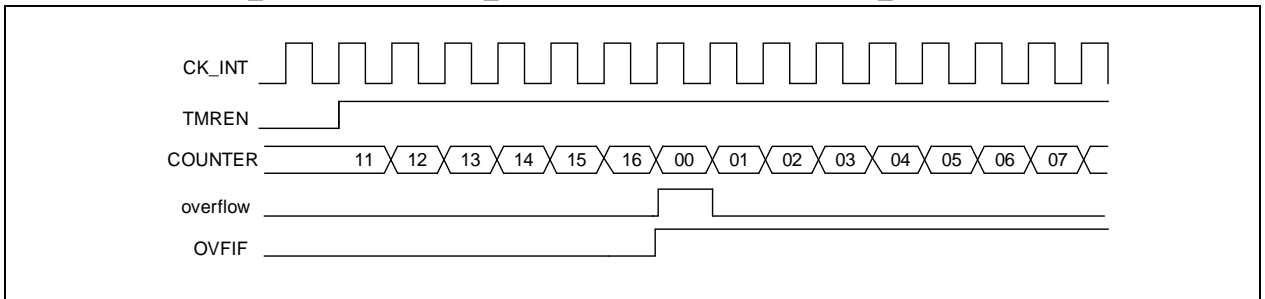 CK_INT
TMREN
COUNTER 11 12 13 14 15 16 00 01 02 03 04 05 06 07
overflow
OVFIF